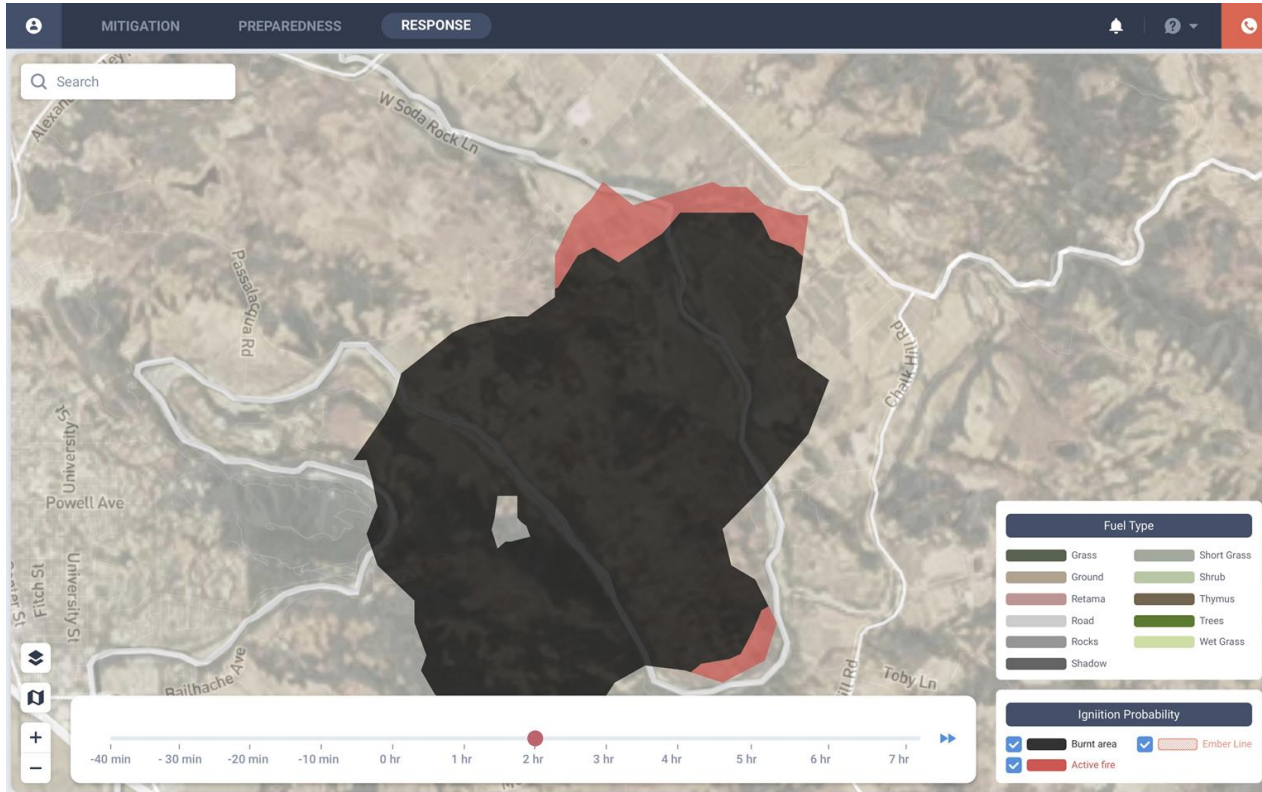 MITIGATION
PREPAREDNESS
RESPONSE
Search
W Soda Rock Ln
Passalacqua Rd
Chalk Hill Rd
University
Powell Ave
University St
Fitch St
Bailhache Ave
ill Rd
Toby Ln
Fuel Type
Grass
Short Grass
Ground
Shrub
Retama
Thymus
Road
Trees
Rocks
Wet Grass
Shadow
-40 min
- 30 min
-20 min
-10 min
0 hr
1 hr
2 hr
3 hr
4 hr
5 hr
6 hr
7 hr
Igniition Probability
Burnt area
Ember Line
Active fire